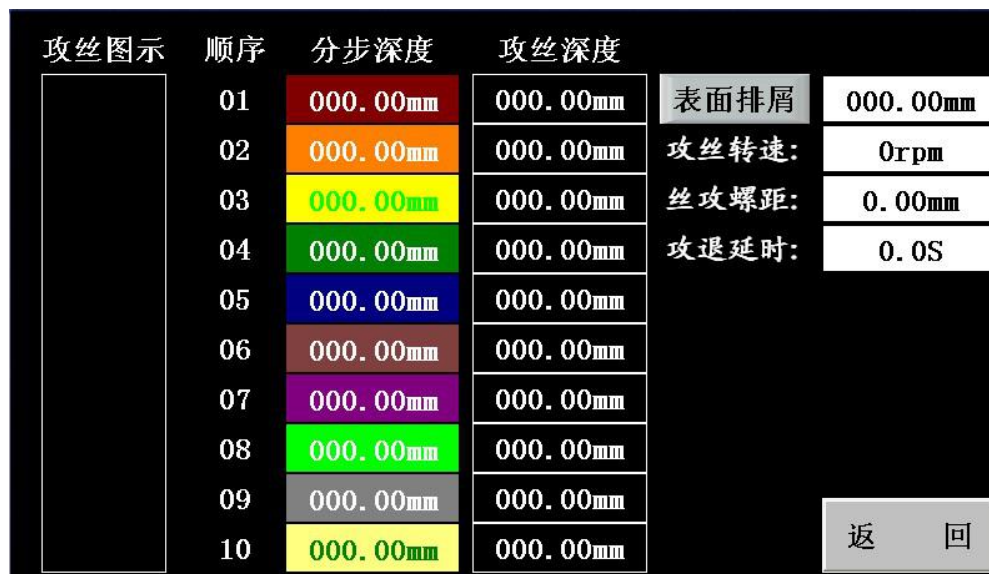 攻丝图示 顺序 分步深度 攻丝深度
01 000.00mm 000.00mm 表面排屑 000.00mm
02 000.00mm 000.00mm 攻丝转速: 0rpm
03 000.00mm 000.00mm 丝攻螺距: 0.00mm
04 000.00mm 000.00mm 攻退延时: 0.0S
05 000.00mm 000.00mm
06 000.00mm 000.00mm
07 000.00mm 000.00mm
08 000.00mm 000.00mm
09 000.00mm 000.00mm
10 000.00mm 000.00mm 返 回